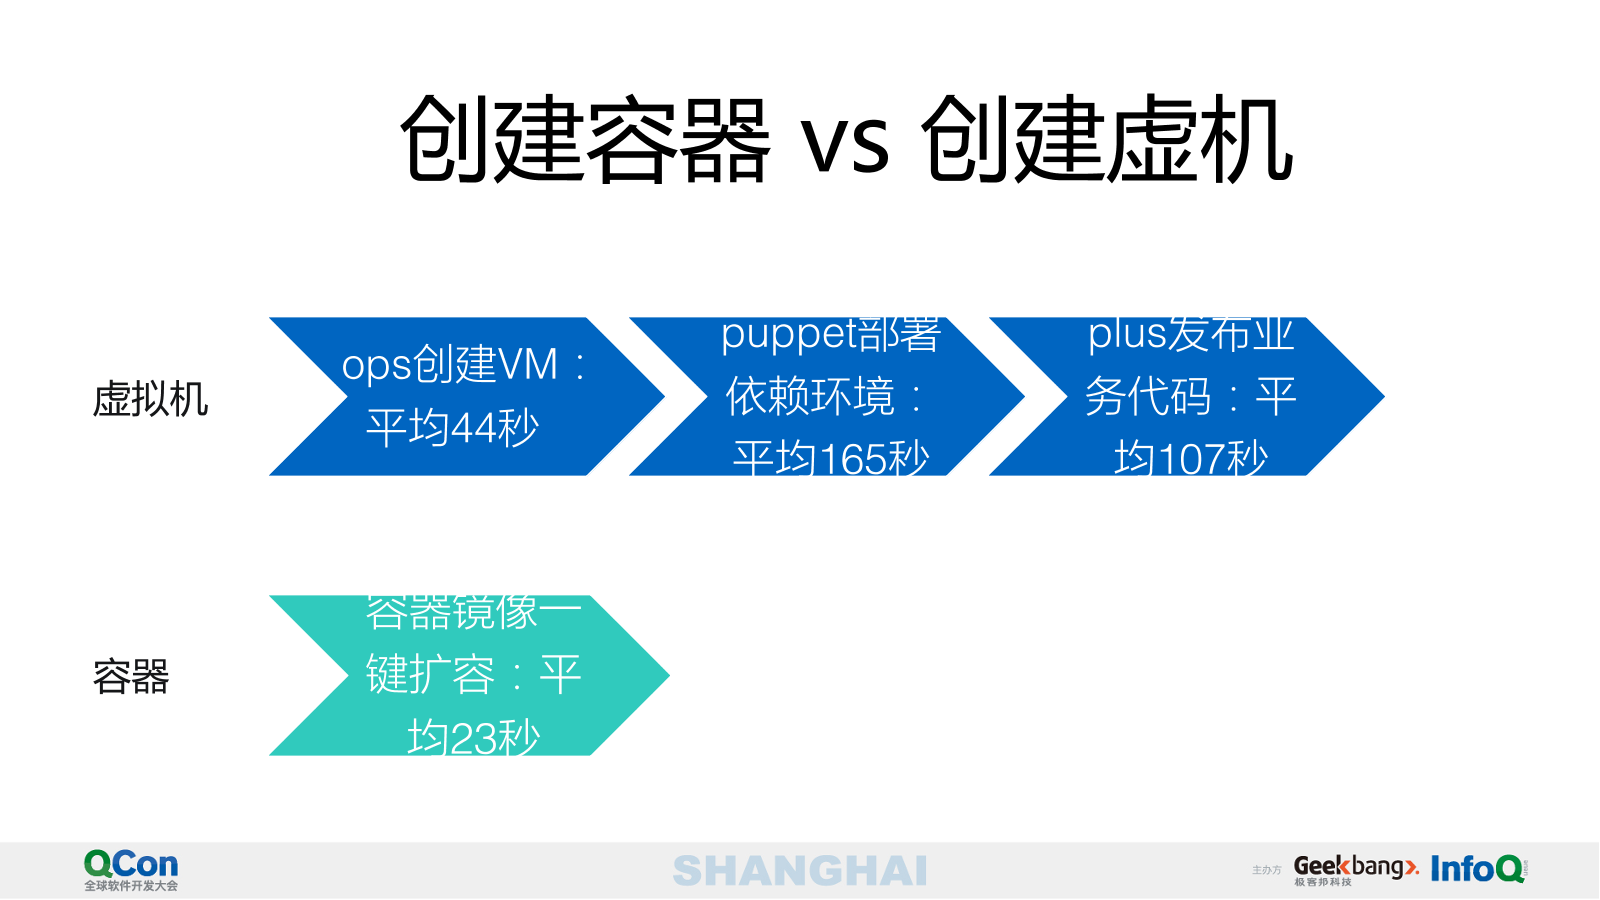 创建容器 vs 创建虚机
虚拟机
ops创建VM：
平均44秒
puppet部署
依赖环境：
平均165秒
plus发布业
务代码：平
均107秒
容器
容器镜像一
键扩容：平
均23秒
QCon
全球软件开发大会
SHANGHAI
主办方
Geekbang>.
极客邦科技
InfoQ